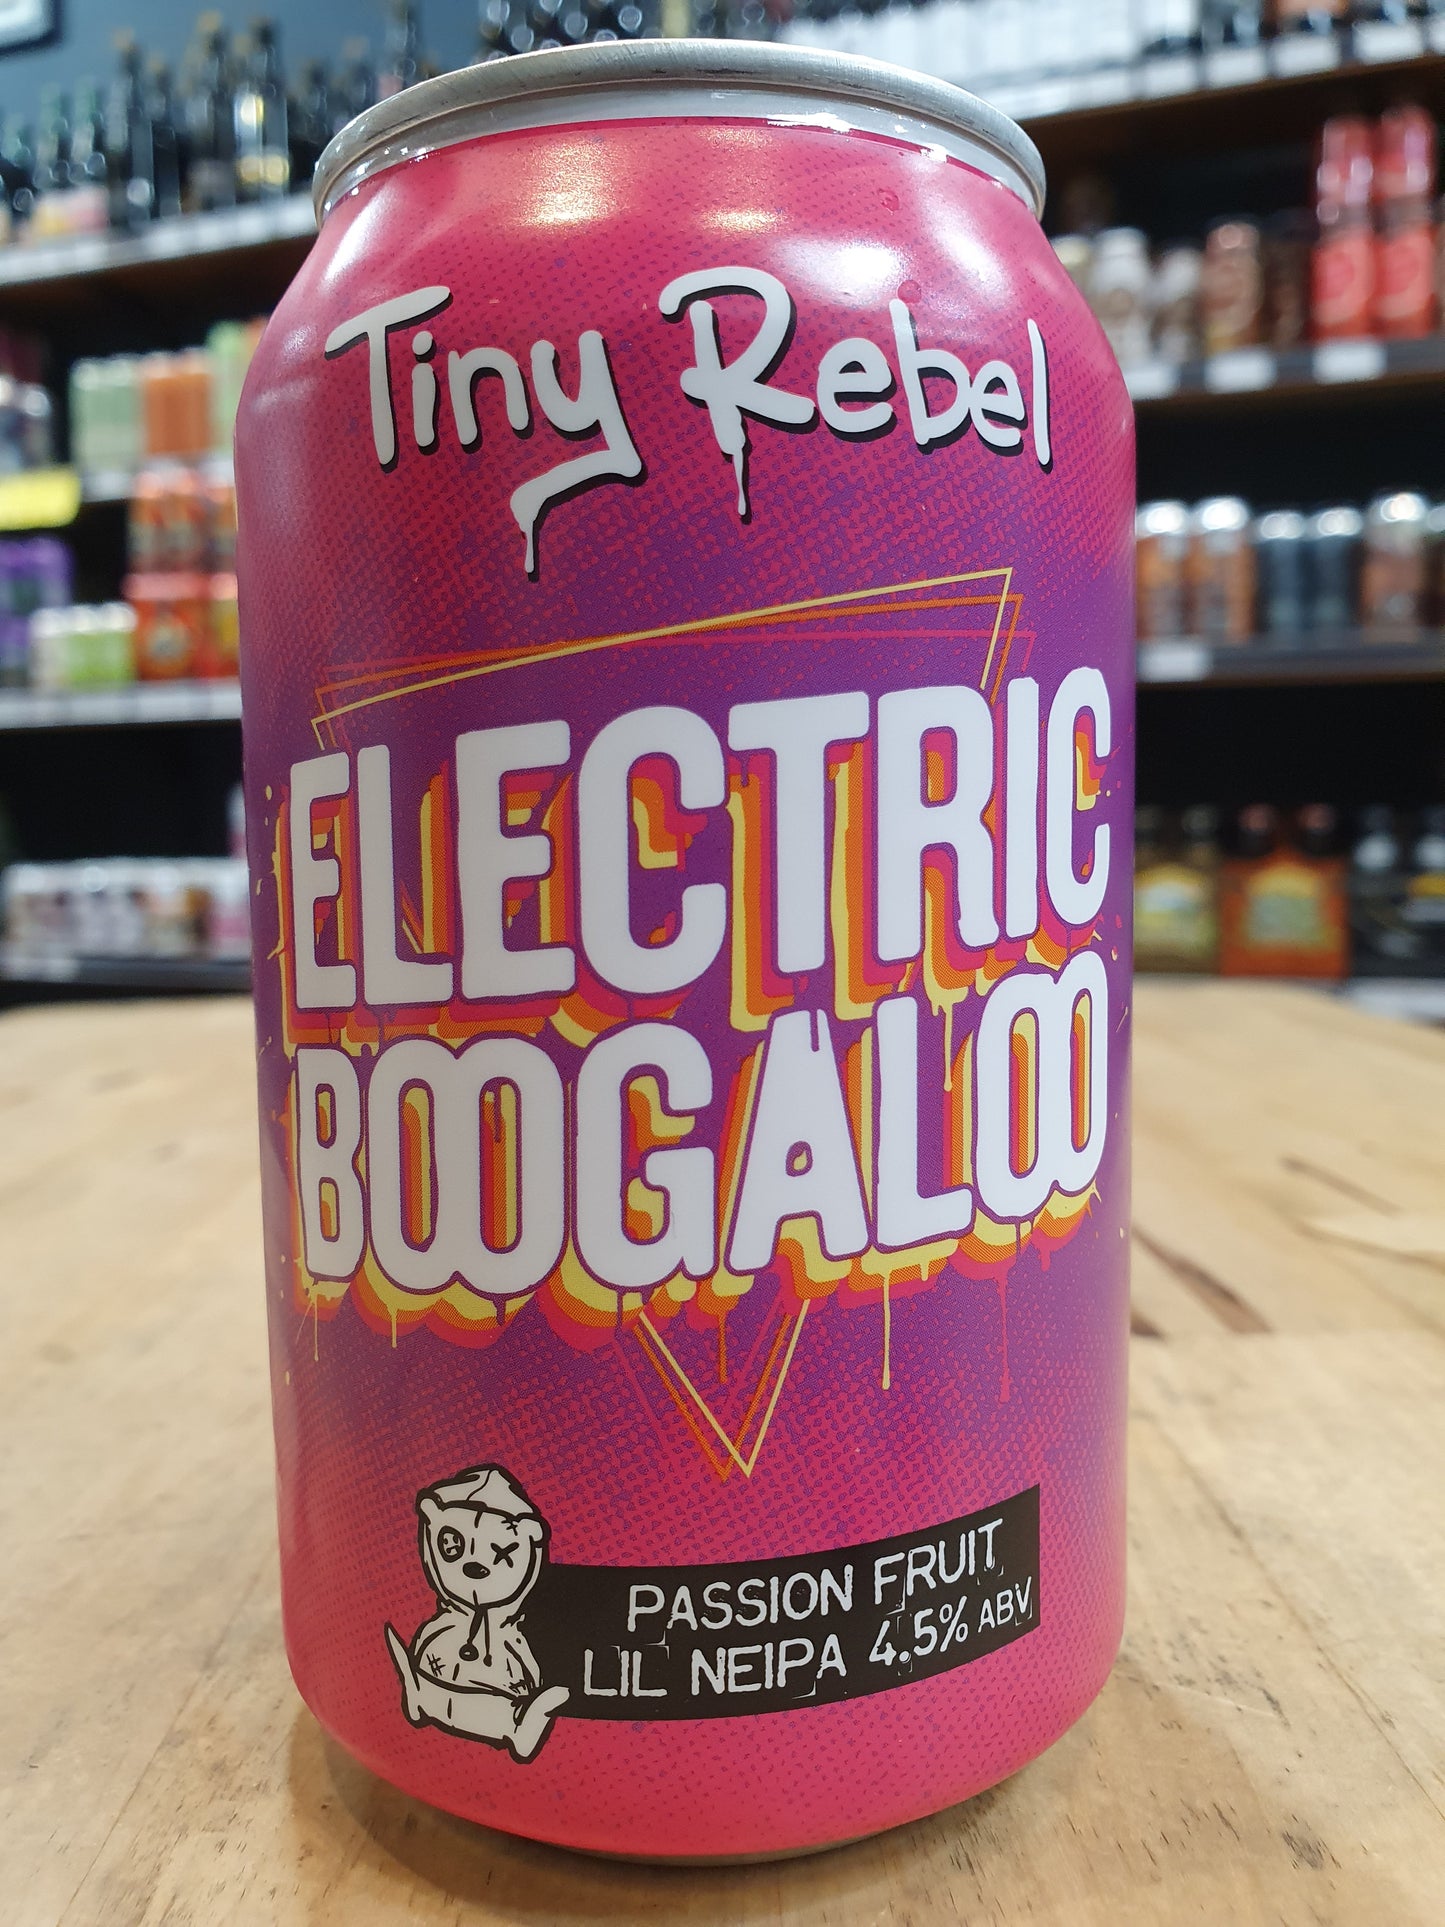 Tiny Rebel
ELECTRIC
BOOGALOO
PASSION FRUIT
LIL NEIPA 4.5% ABV